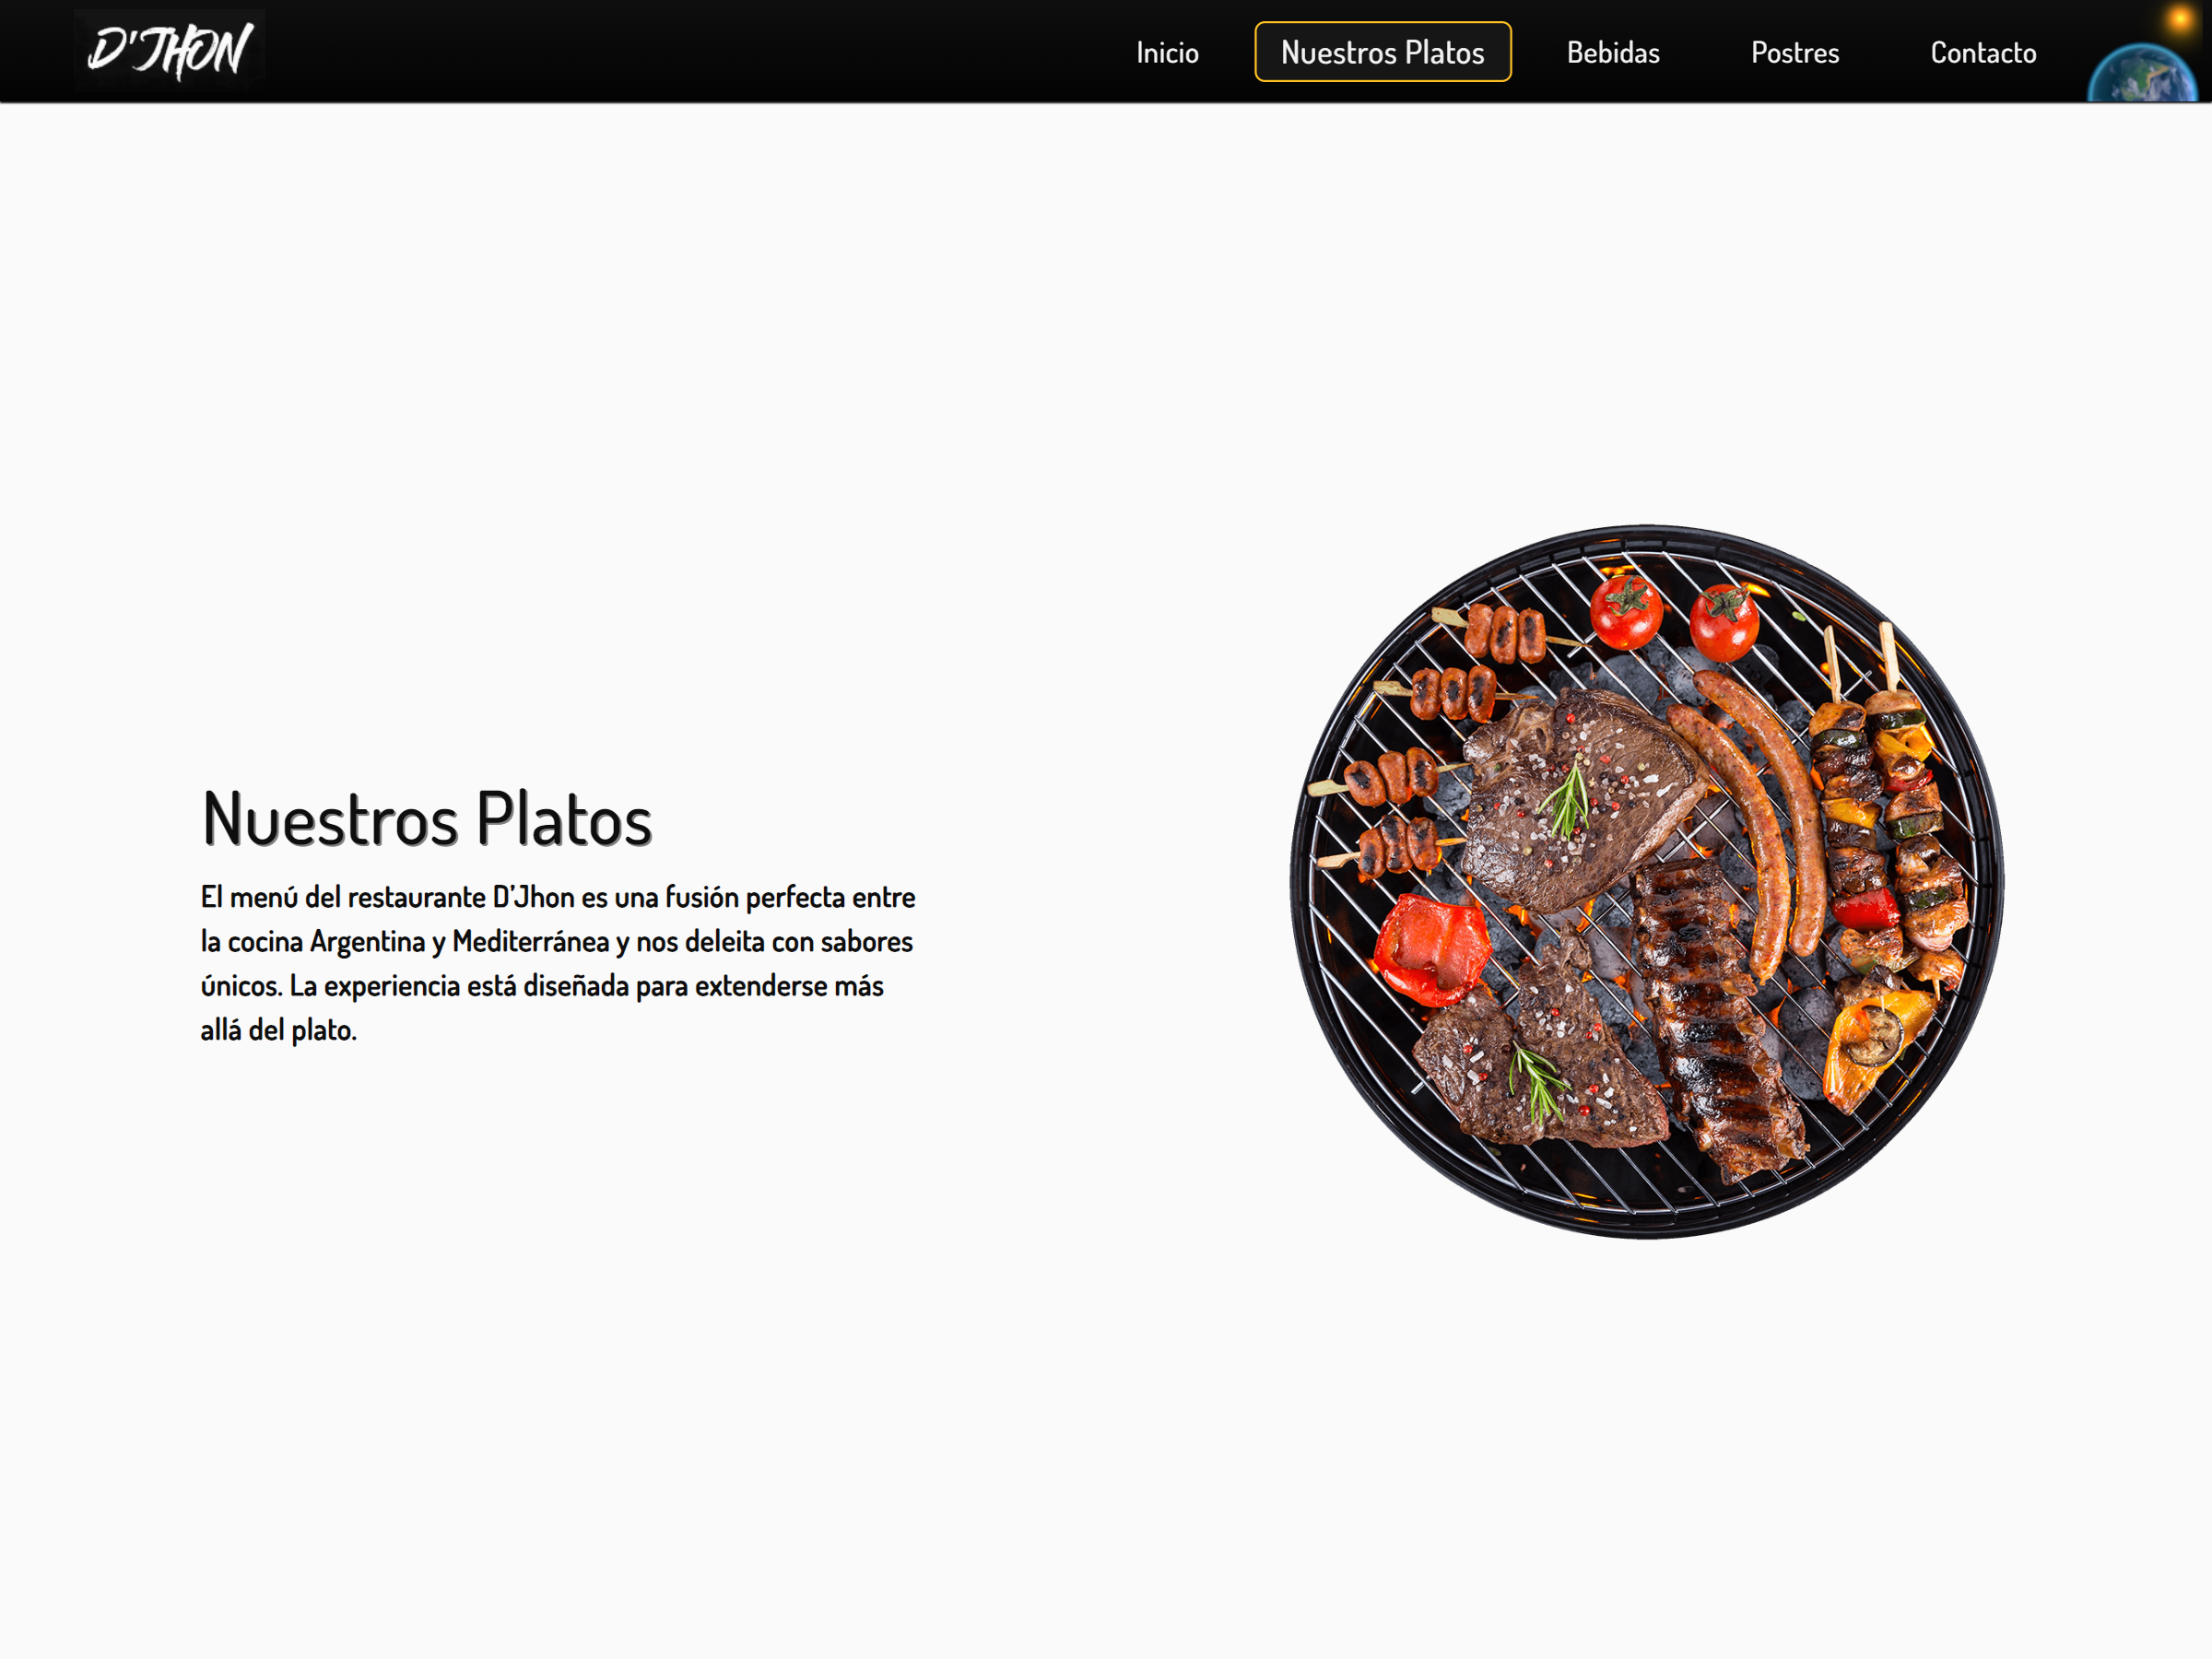 D'JHON
Inicio
Nuestros Platos
Bebidas
Postres
Contacto
Nuestros Platos
El menú del restaurante D’Jhon es una fusión perfecta entre
la cocina Argentina y Mediterránea y nos deleita con sabores
únicos. La experiencia está diseñada para extenderse más
allá del plato.